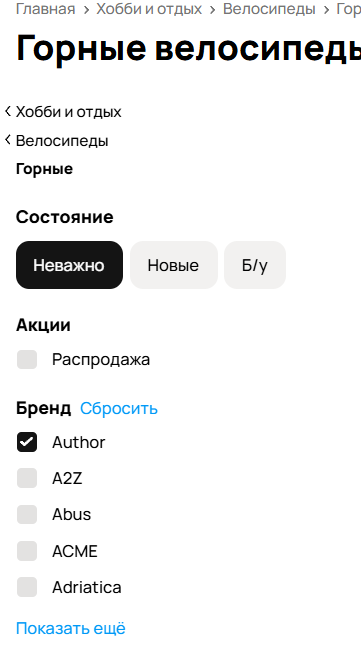 Главная > Хобби и отдых > Велосипеды > Гор
Горные велосипеды
< Хобби и отдых
< Велосипеды
Горные
Состояние
Неважно Новые Б/у
Акции
Распродажа
Бренд Сбросить
Author
A2Z
Abus
ACME
Adriatica
Показать ещё